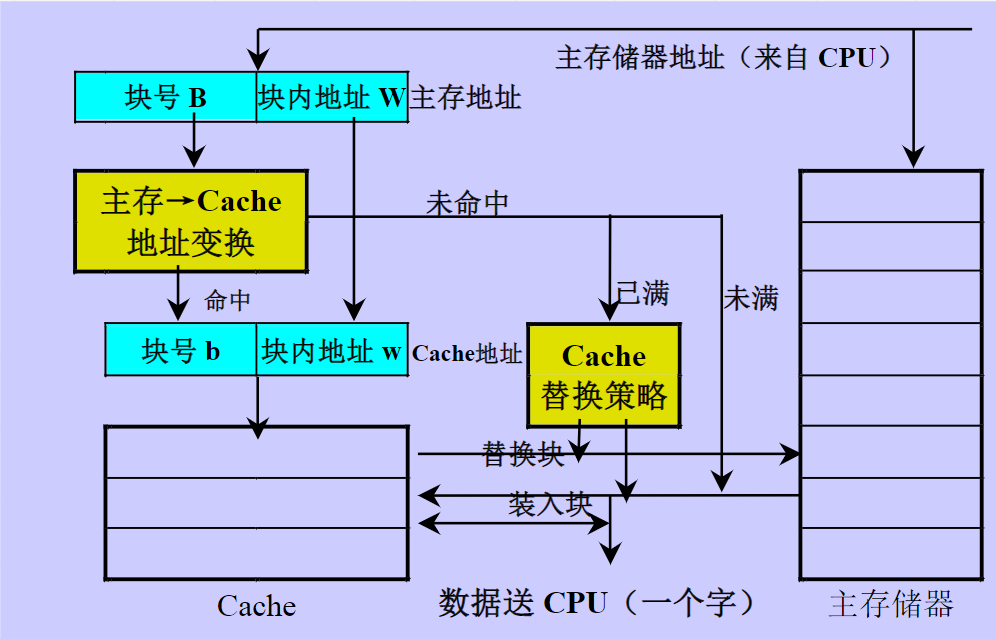 主存储器地址（来自 CPU）
块号 B 块内地址 W 主存地址
主存→Cache
地址变换
未命中
命中
已满
未满
块号 b 块内地址 w Cache地址
Cache
替换策略
替换块
装入块
Cache
数据送 CPU（一个字）
主存储器